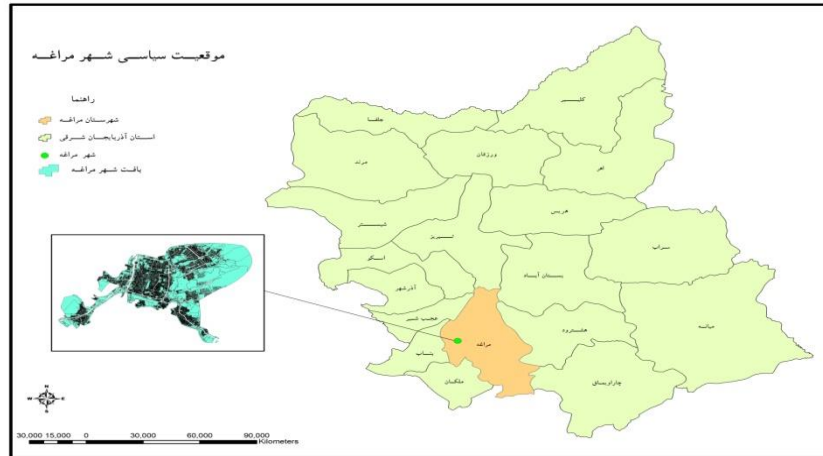 موقعیت سیاسی شهر مراغه
راهنما
شهرستان مراغه
استان آذربایجان شرقی
شهر مراغه
بافت شهر مراغه
کلیبر
جلفا
ورزقان
مرند
اهر
هریس
شبستر
تبریز
سراب
اسکو
بستان آباد
آذرشهر
میانه
عجب شیر
هشترود
مراغه
بناب
چاراویماق
ملکان
N
W E
S
30,000 15,000 0 30,000 60,000 90,000
Kilometers